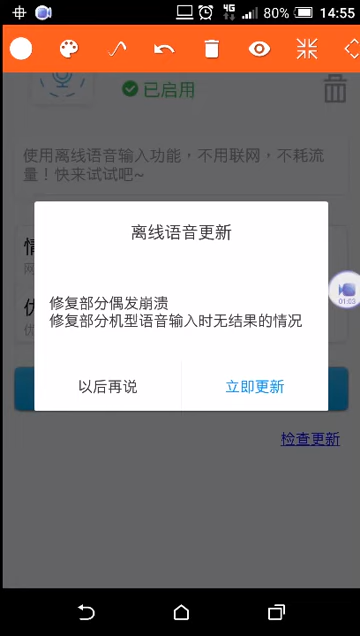 4G
80%
14:55
已启用
使用离线语音输入功能，不用联网，不耗流
量！快来试试吧~
离线语音更新
修复部分偶发崩溃
修复部分机型语音输入时无结果的情况
01:03
以后再说
立即更新
检查更新